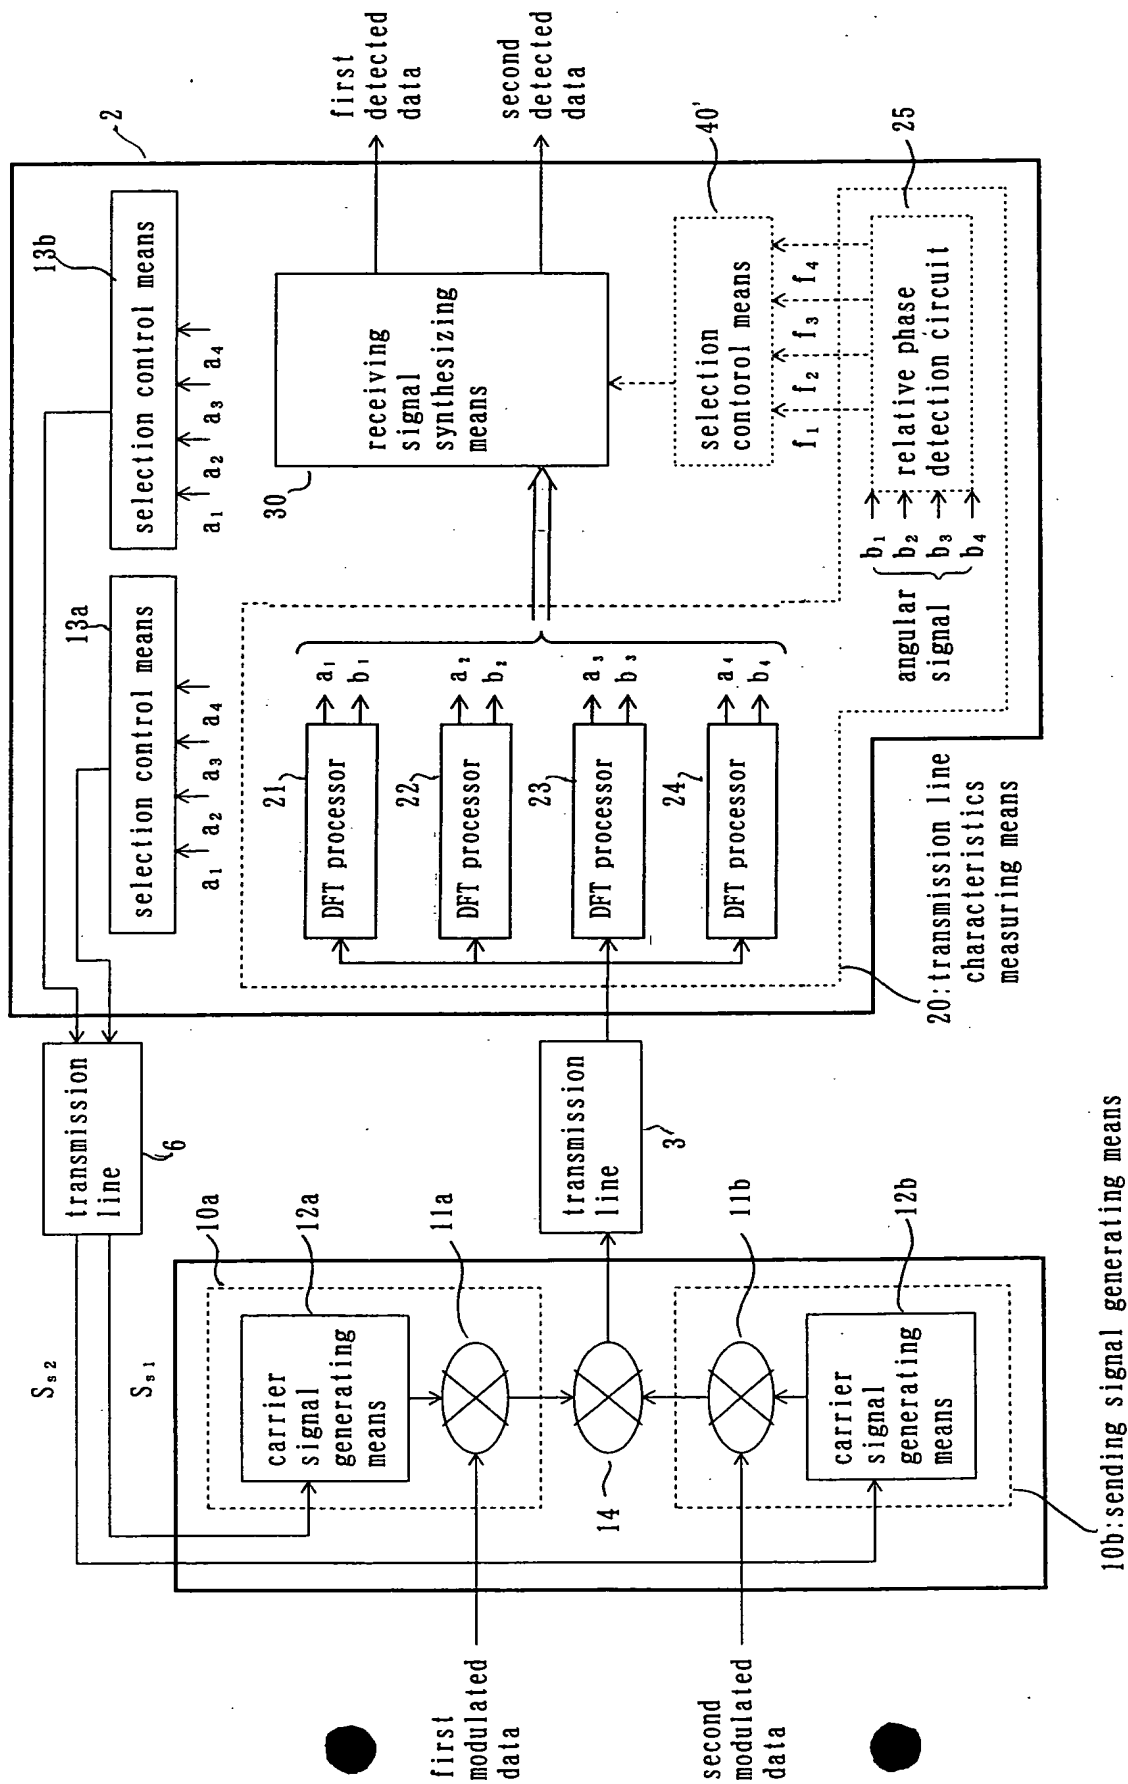 2
13b
selection control means
a₁ a₂ a₃ a₄
13a
selection control means
a₁ a₂ a₃ a₄
first
detected
data
second
detected
data
30
receiving
signal
synthesizing
means
40'
selection
contorol means
f₁ f₂ f₃ f₄
25
relative phase
detection circuit
b₁
b₂
b₃
b₄
angular
signal
21
DFT processor
a₁
b₁
22
DFT processor
a₂
b₂
23
DFT processor
a₃
b₃
24
DFT processor
a₄
b₄
20:transmission line
characteristics
measuring means
transmission
line
6
transmission
line
3
Sₛ₂
Sₛ₁
10a
12a
carrier
signal
generating
means
11a
14
11b
12b
carrier
signal
generating
means
10b:sending signal generating means
first
modulated
data
second
modulated
data